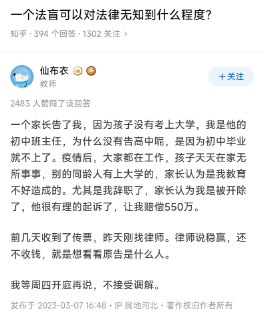 一个法盲可以对法律无知到什么程度？
知乎 · 394 个回答 · 1302 关注 >
仙布衣
教师
+ 关注
2483 人赞同了该回答
一个家长告了我，因为孩子没有考上大学，我是他的
初中班主任，为什么没有告高中呢，是因为初中毕业
就不上了。疫情后，大家都在工作，孩子天天在家无
所事事，别的同龄人有上大学的，家长认为是我教育
不好造成的。尤其是我辞职了，家长认为我是被开除
了，他很有理的起诉了，让我赔偿550万。
前几天收到了传票，昨天刚找律师。律师说稳赢，还
不收钱，就是想看看原告是什么人。
我等周四开庭再说，不接受调解。
发布于 2023-03-07 16:46 · IP 属地河北 · 著作权归作者所有